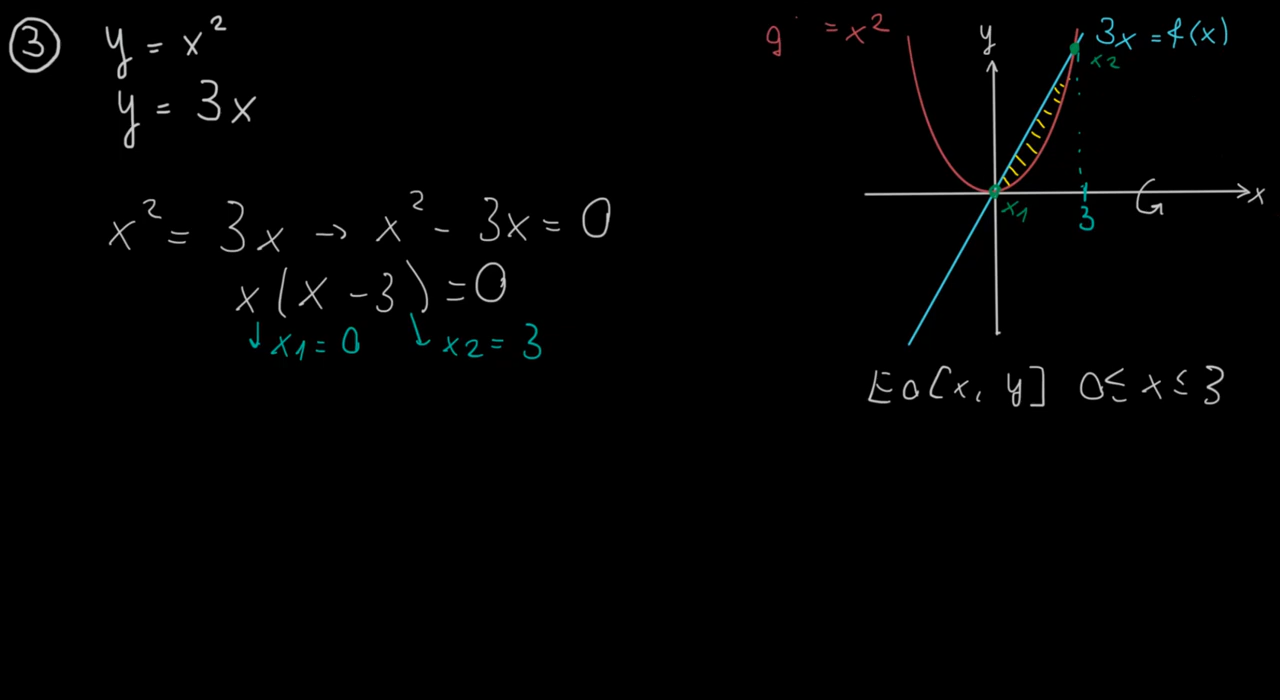 ③ y = x²
y = 3x
x² = 3x → x² - 3x = 0
x(x - 3) = 0
↓ x1 = 0 ↓ x2 = 3
g = x²
y
3x = f(x)
x2
x1
3
x
[x, y] 0 ≤ x ≤ 3